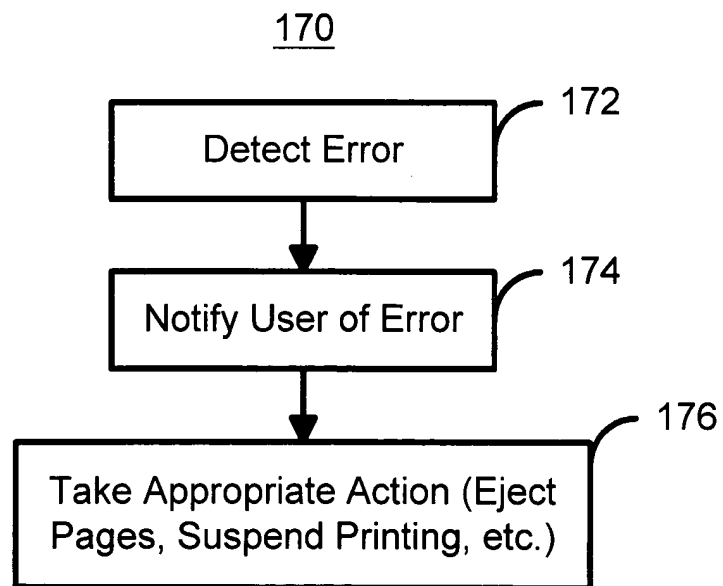 170
172
Detect Error
174
Notify User of Error
176
Take Appropriate Action (Eject
Pages, Suspend Printing, etc.)